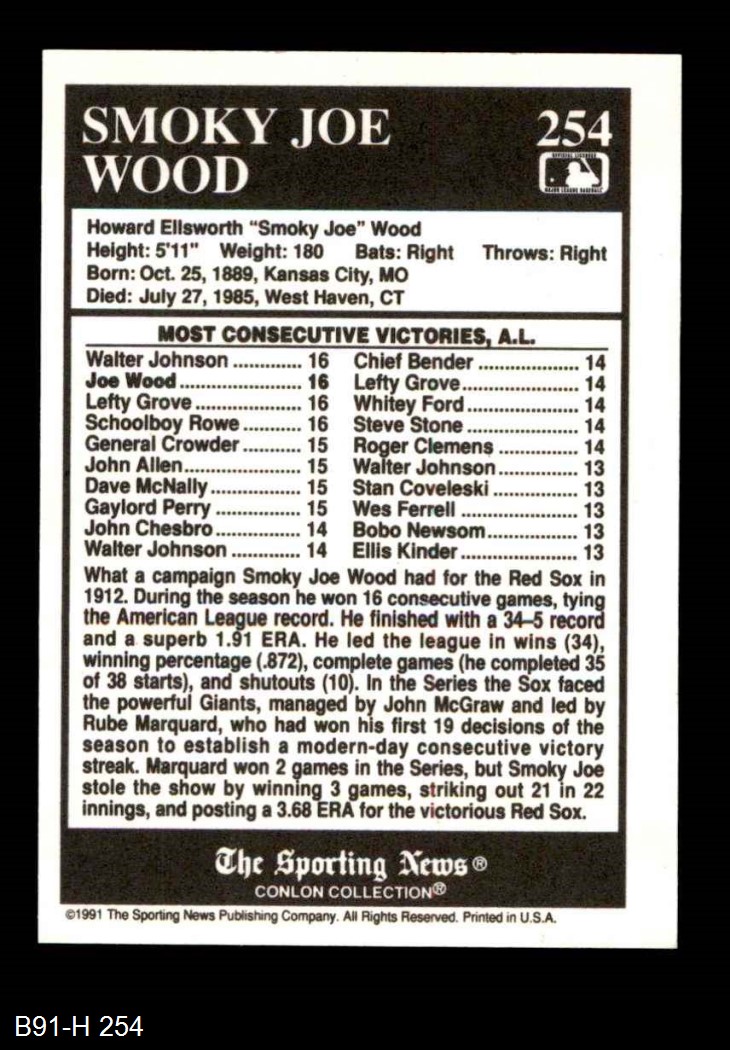 SMOKY JOE
WOOD
254
OFFICIAL LICENSEE
MAJOR LEAGUE BASEBALL
Howard Ellsworth “Smoky Joe” Wood
Height: 5'11" Weight: 180 Bats: Right Throws: Right
Born: Oct. 25, 1889, Kansas City, MO
Died: July 27, 1985, West Haven, CT
MOST CONSECUTIVE VICTORIES, A.L.
Walter Johnson ............ 16
Joe Wood ..................... 16
Lefty Grove .................. 16
Schoolboy Rowe .......... 16
General Crowder .......... 15
John Allen .................... 15
Dave McNally ............... 15
Gaylord Perry ............... 15
John Chesbro ............... 14
Walter Johnson ............ 14
Chief Bender ................... 14
Lefty Grove ..................... 14
Whitey Ford .................... 14
Steve Stone .................... 14
Roger Clemens ............... 14
Walter Johnson ............... 13
Stan Coveleski ................ 13
Wes Ferrell ..................... 13
Bobo Newsom ................. 13
Ellis Kinder ...................... 13
What a campaign Smoky Joe Wood had for the Red Sox in
1912. During the season he won 16 consecutive games, tying
the American League record. He finished with a 34–5 record
and a superb 1.91 ERA. He led the league in wins (34),
winning percentage (.872), complete games (he completed 35
of 38 starts), and shutouts (10). In the Series the Sox faced
the powerful Giants, managed by John McGraw and led by
Rube Marquard, who had won his first 19 decisions of the
season to establish a modern-day consecutive victory
streak. Marquard won 2 games in the Series, but Smoky Joe
stole the show by winning 3 games, striking out 21 in 22
innings, and posting a 3.68 ERA for the victorious Red Sox.
The Sporting News®
CONLON COLLECTION®
©1991 The Sporting News Publishing Company. All Rights Reserved. Printed in U.S.A.
B91-H 254